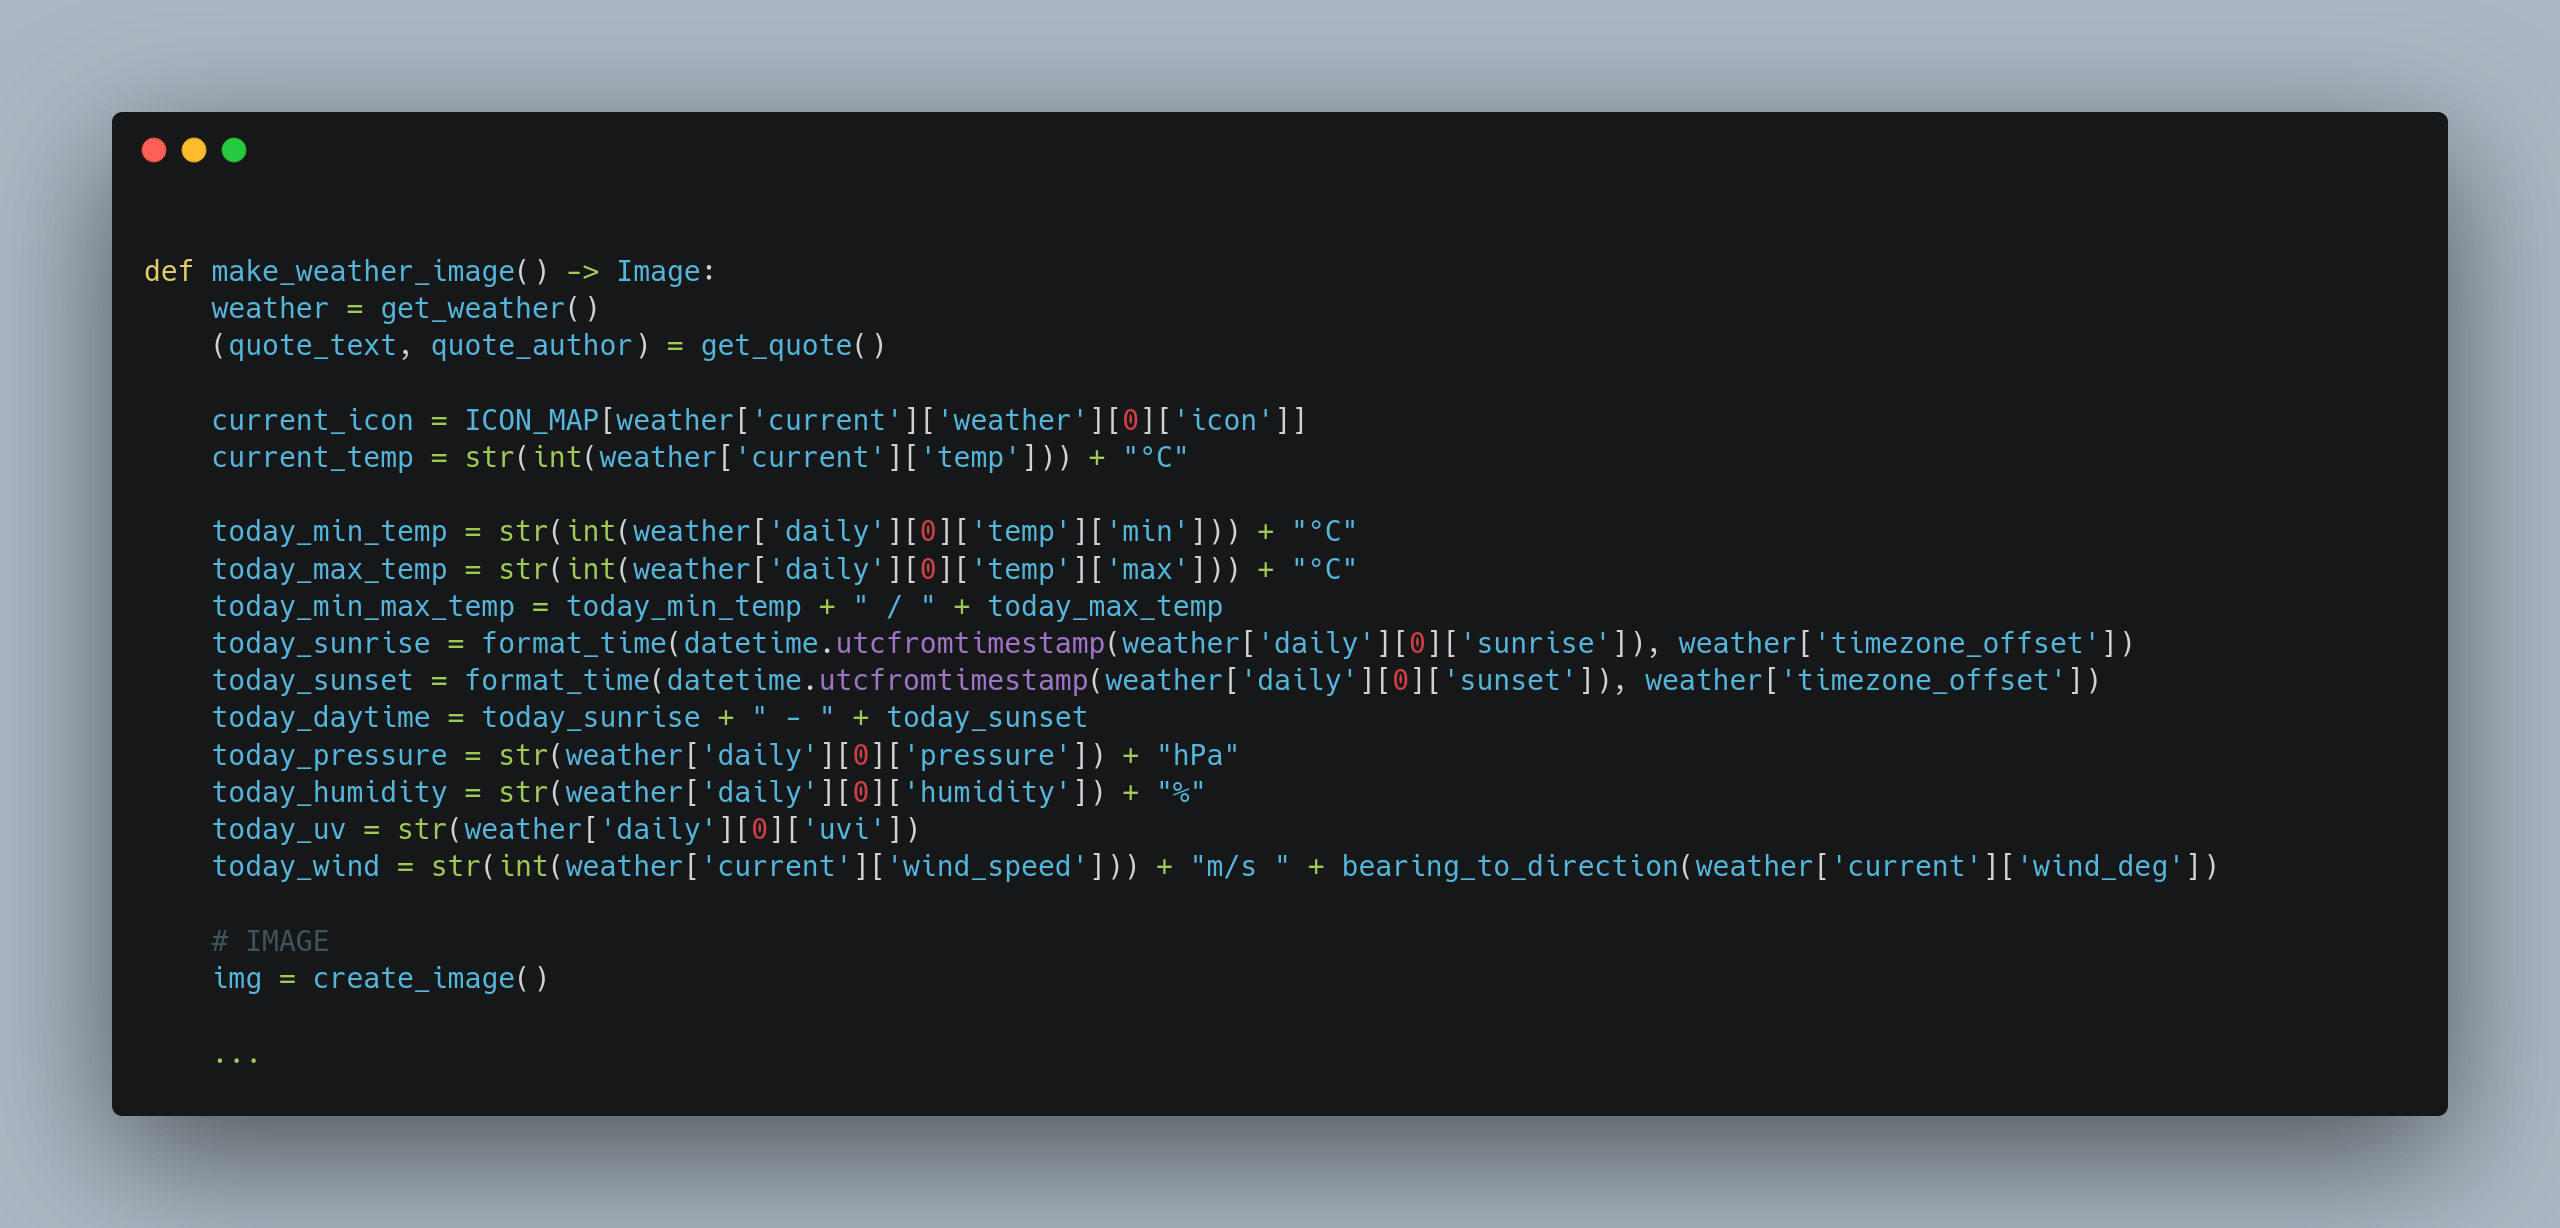 def make_weather_image() -> Image:
    weather = get_weather()
    (quote_text, quote_author) = get_quote()

    current_icon = ICON_MAP[weather['current']['weather'][0]['icon']]
    current_temp = str(int(weather['current']['temp'])) + "°C"

    today_min_temp = str(int(weather['daily'][0]['temp']['min'])) + "°C"
    today_max_temp = str(int(weather['daily'][0]['temp']['max'])) + "°C"
    today_min_max_temp = today_min_temp + " / " + today_max_temp
    today_sunrise = format_time(datetime.utcfromtimestamp(weather['daily'][0]['sunrise']), weather['timezone_offset'])
    today_sunset = format_time(datetime.utcfromtimestamp(weather['daily'][0]['sunset']), weather['timezone_offset'])
    today_daytime = today_sunrise + " - " + today_sunset
    today_pressure = str(weather['daily'][0]['pressure']) + "hPa"
    today_humidity = str(weather['daily'][0]['humidity']) + "%"
    today_uv = str(weather['daily'][0]['uvi'])
    today_wind = str(int(weather['current']['wind_speed'])) + "m/s " + bearing_to_direction(weather['current']['wind_deg'])

    # IMAGE
    img = create_image()

    ...